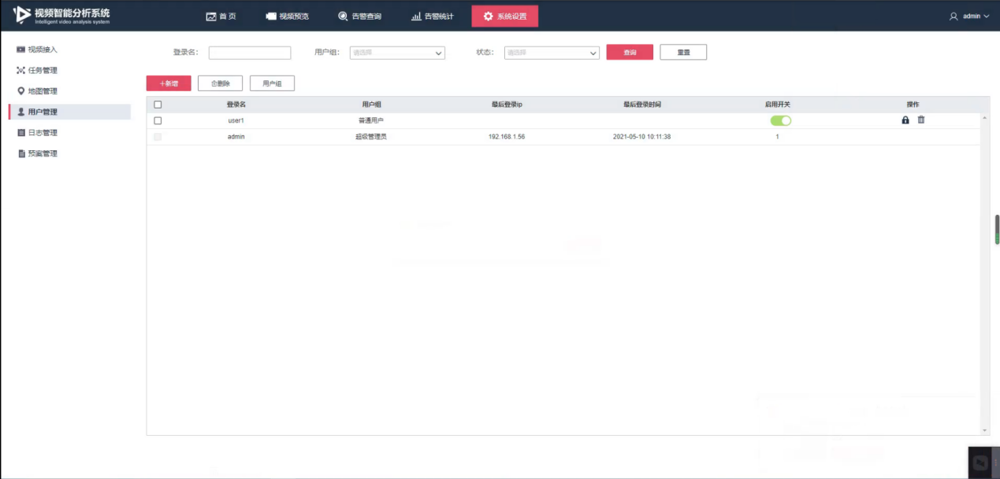 视频智能分析系统
Intelligent video analysis system
首页 视频预览 告警查询 告警统计 系统设置 admin
视频接入
任务管理
地图管理
用户管理
日志管理
预案管理
登录名: 用户组: 请选择 状态: 请选择 查询 重置
+新增 删除 用户组
登录名 用户组 最后登录ip 最后登录时间 启用开关 操作
user1 普通用户
admin 超级管理员 192.168.1.56 2021-05-10 10:11:38 1